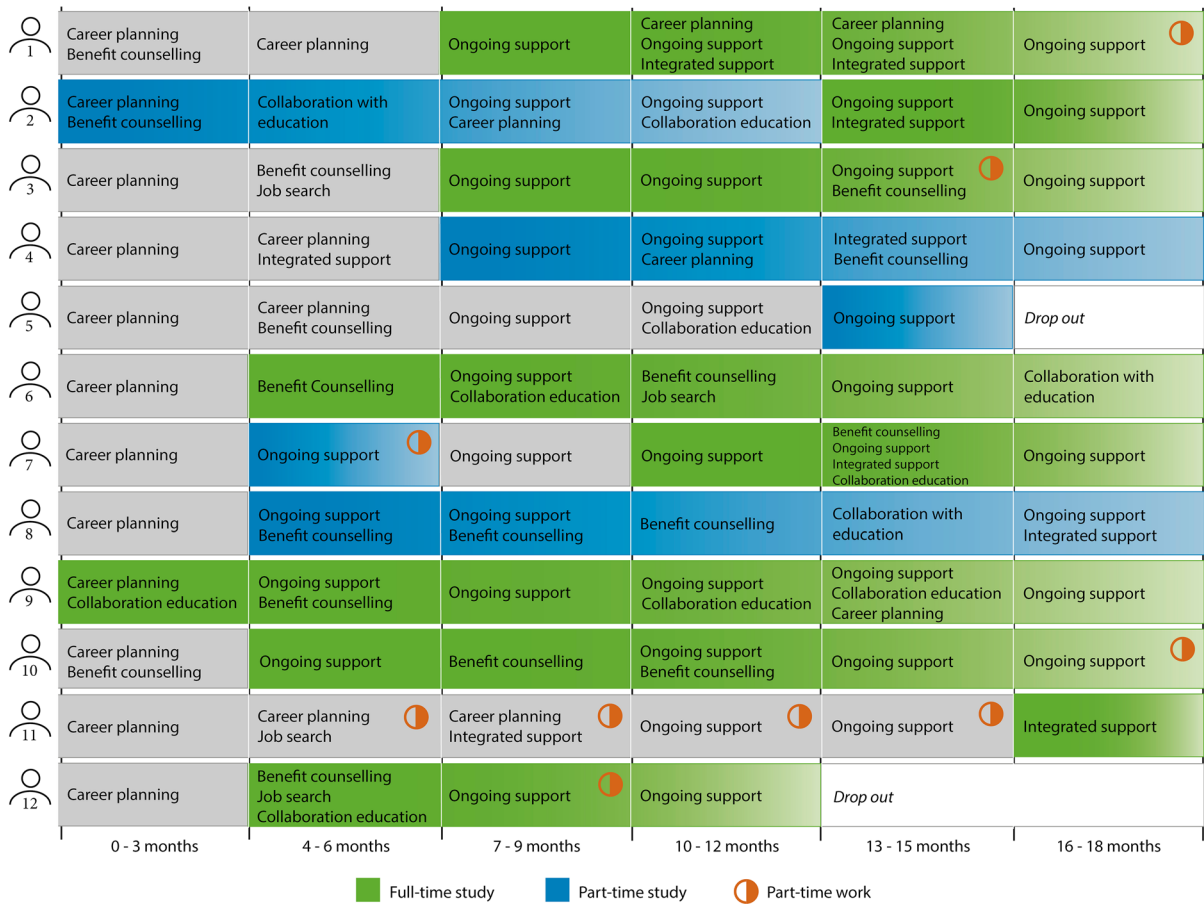 1
Career planning
Benefit counselling
Career planning
Ongoing support
Career planning
Ongoing support
Integrated support
Career planning
Ongoing support
Integrated support
Ongoing support
2
Career planning
Benefit counselling
Collaboration with
education
Ongoing support
Career planning
Ongoing support
Collaboration education
Ongoing support
Integrated support
Ongoing support
3
Career planning
Benefit counselling
Job search
Ongoing support
Ongoing support
Ongoing support
Benefit counselling
Ongoing support
4
Career planning
Career planning
Integrated support
Ongoing support
Ongoing support
Career planning
Integrated support
Benefit counselling
Ongoing support
5
Career planning
Career planning
Benefit counselling
Ongoing support
Ongoing support
Collaboration education
Ongoing support
Drop out
6
Career planning
Benefit Counselling
Ongoing support
Collaboration education
Benefit counselling
Job search
Ongoing support
Collaboration with
education
7
Career planning
Ongoing support
Ongoing support
Ongoing support
Benefit counselling
Ongoing support
Integrated support
Collaboration education
Ongoing support
8
Career planning
Ongoing support
Benefit counselling
Ongoing support
Benefit counselling
Benefit counselling
Collaboration with
education
Ongoing support
Integrated support
9
Career planning
Collaboration education
Ongoing support
Benefit counselling
Ongoing support
Ongoing support
Collaboration education
Ongoing support
Collaboration education
Career planning
Ongoing support
10
Career planning
Benefit counselling
Ongoing support
Benefit counselling
Ongoing support
Benefit counselling
Ongoing support
Ongoing support
11
Career planning
Career planning
Job search
Career planning
Integrated support
Ongoing support
Ongoing support
Integrated support
12
Career planning
Benefit counselling
Job search
Collaboration education
Ongoing support
Ongoing support
Drop out
0 - 3 months
4 - 6 months
7 - 9 months
10 - 12 months
13 - 15 months
16 - 18 months
Full-time study
Part-time study
Part-time work